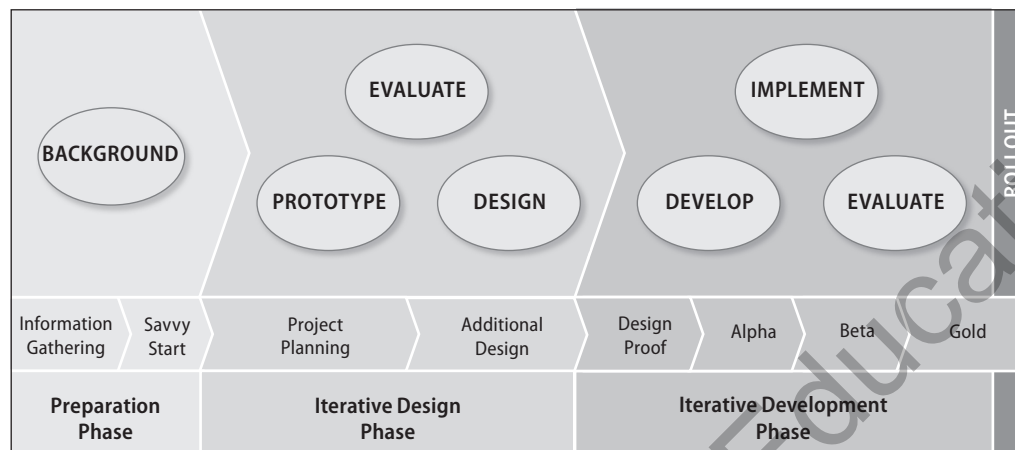 EVALUATE
IMPLEMENT
BACKGROUND
PROTOTYPE
DESIGN
DEVELOP
EVALUATE
ROLLOUT
Information
Gathering
Savvy
Start
Project
Planning
Additional
Design
Design
Proof
Alpha
Beta
Gold
Preparation
Phase
Iterative Design
Phase
Iterative Development
Phase